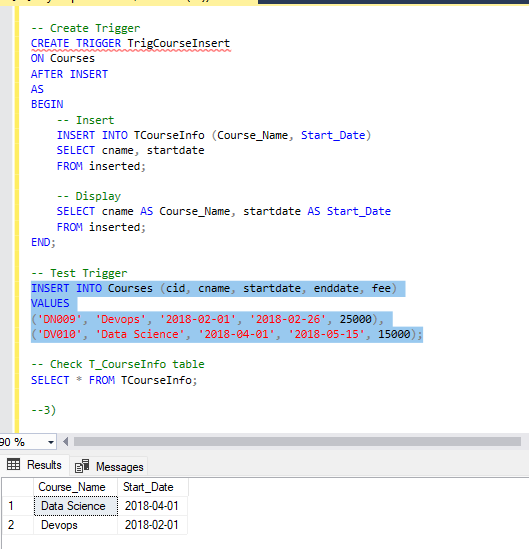 -- Create Trigger
CREATE TRIGGER TrigCourseInsert
ON Courses
AFTER INSERT
AS
BEGIN
-- Insert
INSERT INTO TCourseInfo (Course_Name, Start_Date)
SELECT cname, startdate
FROM inserted;
-- Display
SELECT cname AS Course_Name, startdate AS Start_Date
FROM inserted;
END;
-- Test Trigger
INSERT INTO Courses (cid, cname, startdate, enddate, fee)
VALUES
('DN009', 'Devops', '2018-02-01', '2018-02-26', 25000),
('DV010', 'Data Science', '2018-04-01', '2018-05-15', 15000);
-- Check T_CourseInfo table
SELECT * FROM TCourseInfo;
--3)
90 %
Results Messages
Course_Name Start_Date
1 Data Science 2018-04-01
2 Devops 2018-02-01